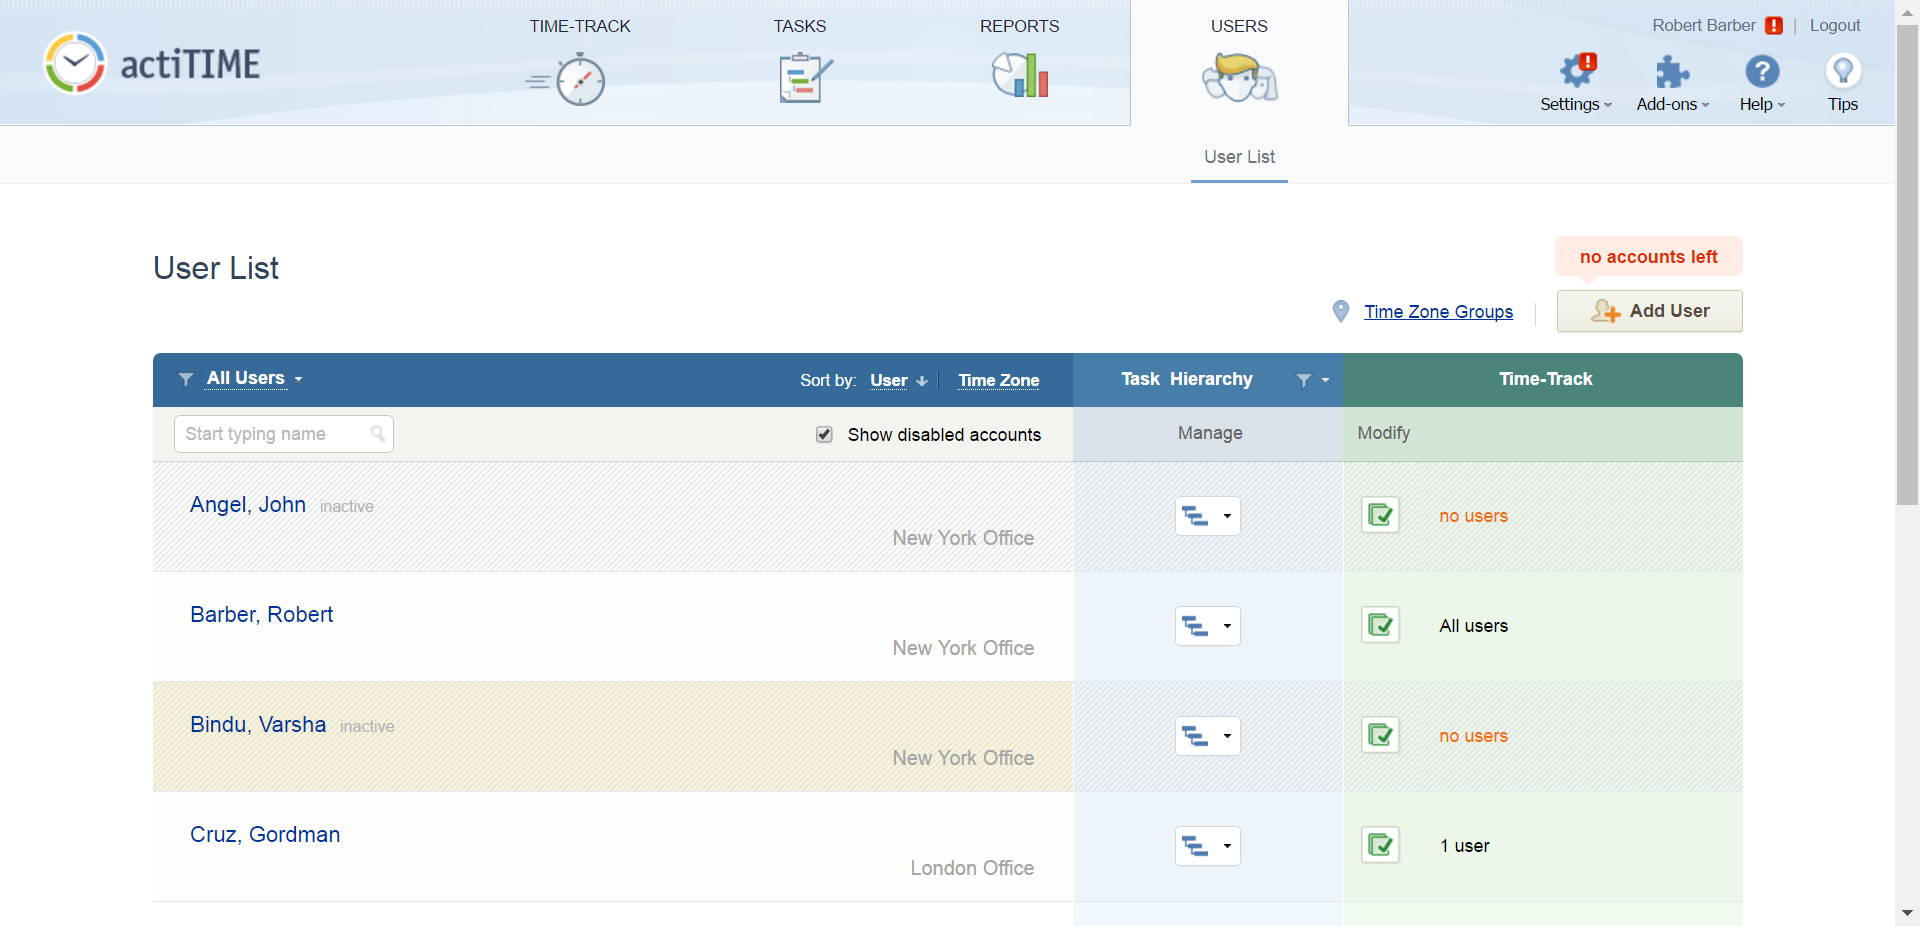 actiTIME
TIME-TRACK
TASKS
REPORTS
USERS
Robert Barber ! | Logout
Settings
Add-ons
Help
Tips
User List
User List
no accounts left
Time Zone Groups
Add User
All Users
Sort by: User Time Zone
Task Hierarchy
Time-Track
Start typing name
Show disabled accounts
Manage
Modify
Angel, John inactive
New York Office
no users
Barber, Robert
New York Office
All users
Bindu, Varsha inactive
New York Office
no users
Cruz, Gordman
London Office
1 user